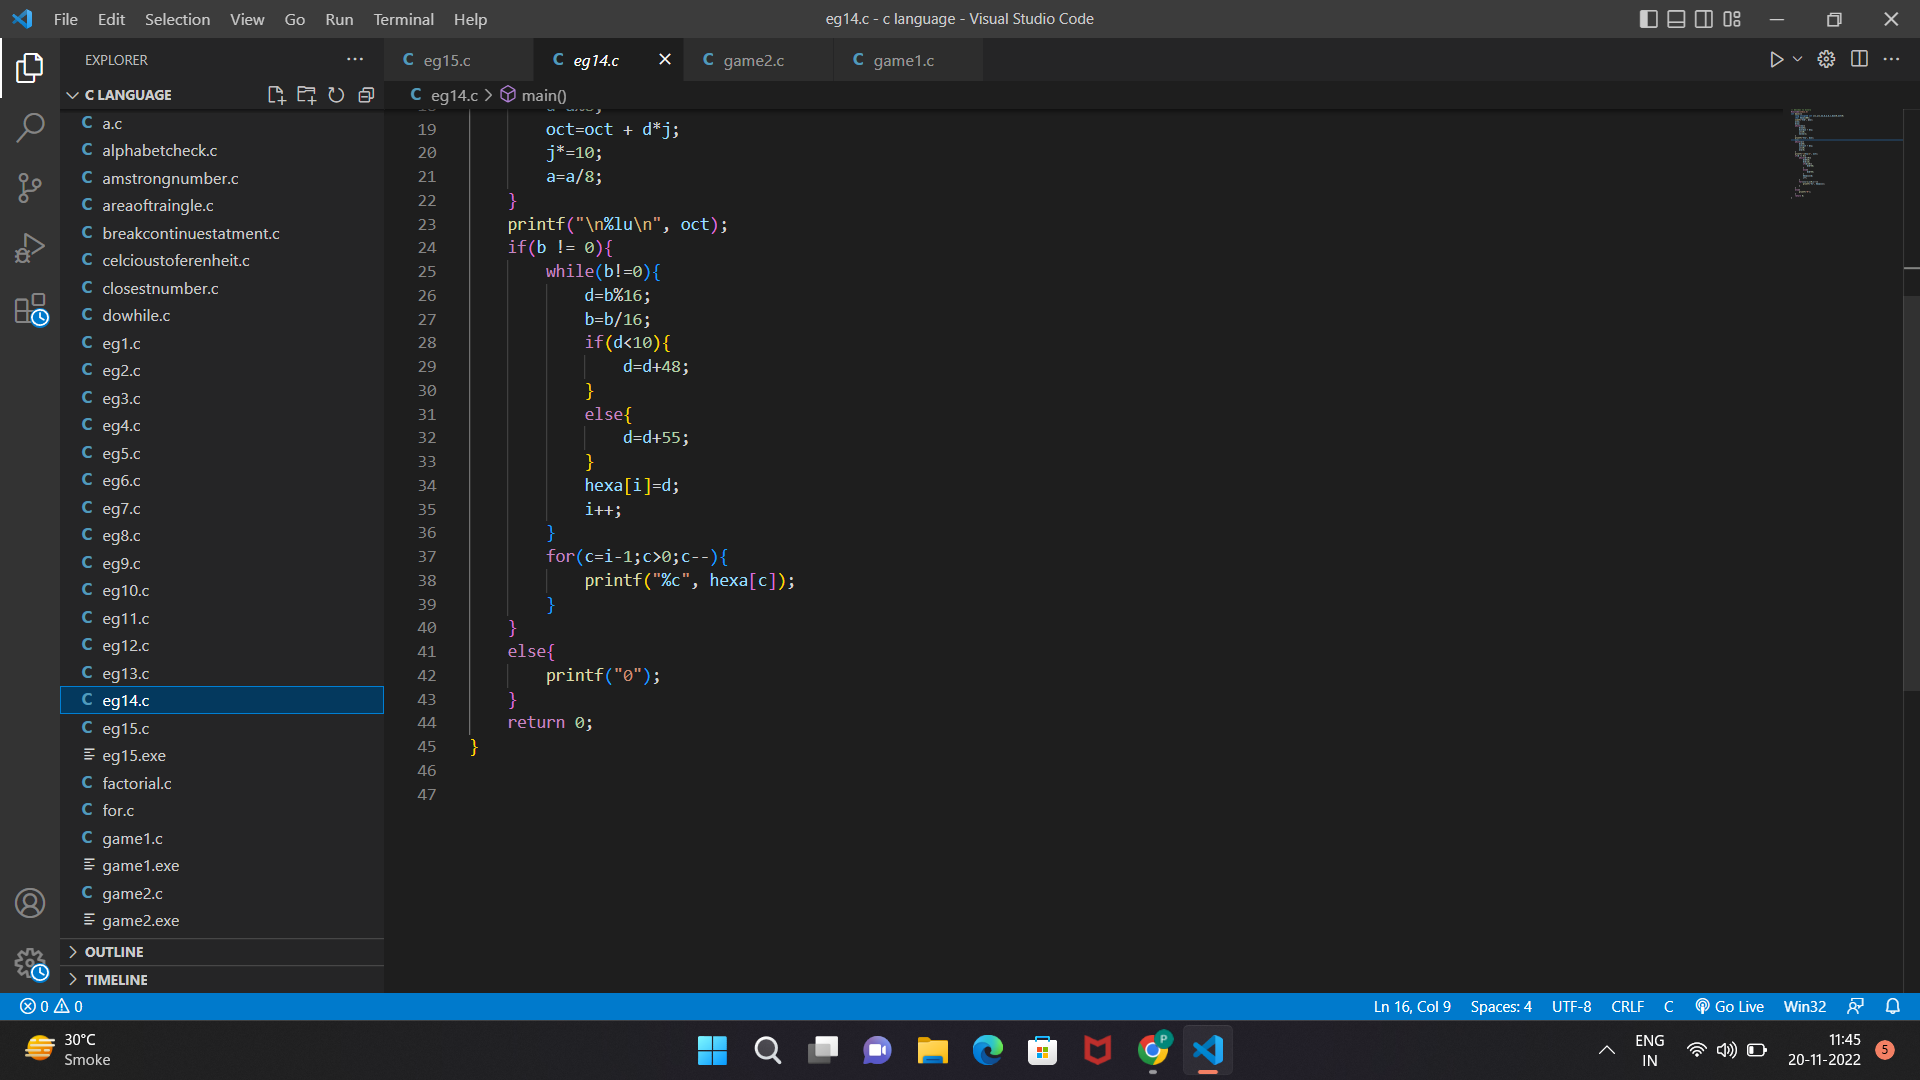 File Edit Selection View Go Run Terminal Help
eg14.c - c language - Visual Studio Code
EXPLORER
C LANGUAGE
a.c
alphabetcheck.c
amstrongnumber.c
areaoftraingle.c
breakcontinuestatment.c
celcioustoferenheit.c
closestnumber.c
dowhile.c
eg1.c
eg2.c
eg3.c
eg4.c
eg5.c
eg6.c
eg7.c
eg8.c
eg9.c
eg10.c
eg11.c
eg12.c
eg13.c
eg14.c
eg15.c
eg15.exe
factorial.c
for.c
game1.c
game1.exe
game2.c
game2.exe
OUTLINE
TIMELINE
C eg15.c C eg14.c C game2.c C game1.c
C eg14.c > main()
19 oct=oct + d*j;
20 j*=10;
21 a=a/8;
22 }
23 printf("\n%lu\n", oct);
24 if(b != 0){
25 while(b!=0){
26 d=b%16;
27 b=b/16;
28 if(d<10){
29 d=d+48;
30 }
31 else{
32 d=d+55;
33 }
34 hexa[i]=d;
35 i++;
36 }
37 for(c=i-1;c>0;c--){
38 printf("%c", hexa[c]);
39 }
40 }
41 else{
42 printf("0");
43 }
44 return 0;
45 }
46
47
0 0
Ln 16, Col 9 Spaces: 4 UTF-8 CRLF C Go Live Win32
30°C
Smoke
P
ENG
IN
11:45
20-11-2022
5